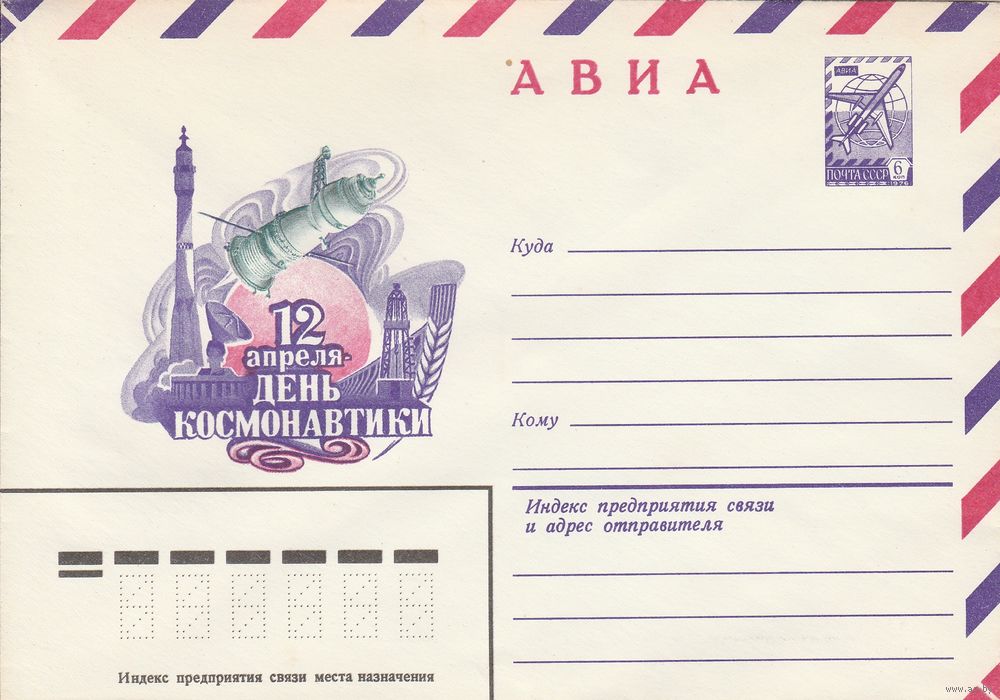 АВИА
АВИА
ПОЧТА СССР
6
КОП
1976
Куда
12
апреля-
ДЕНЬ
КОСМОНАВТИКИ
Кому
Индекс предприятия связи
и адрес отправителя
Индекс предприятия связи места назначения